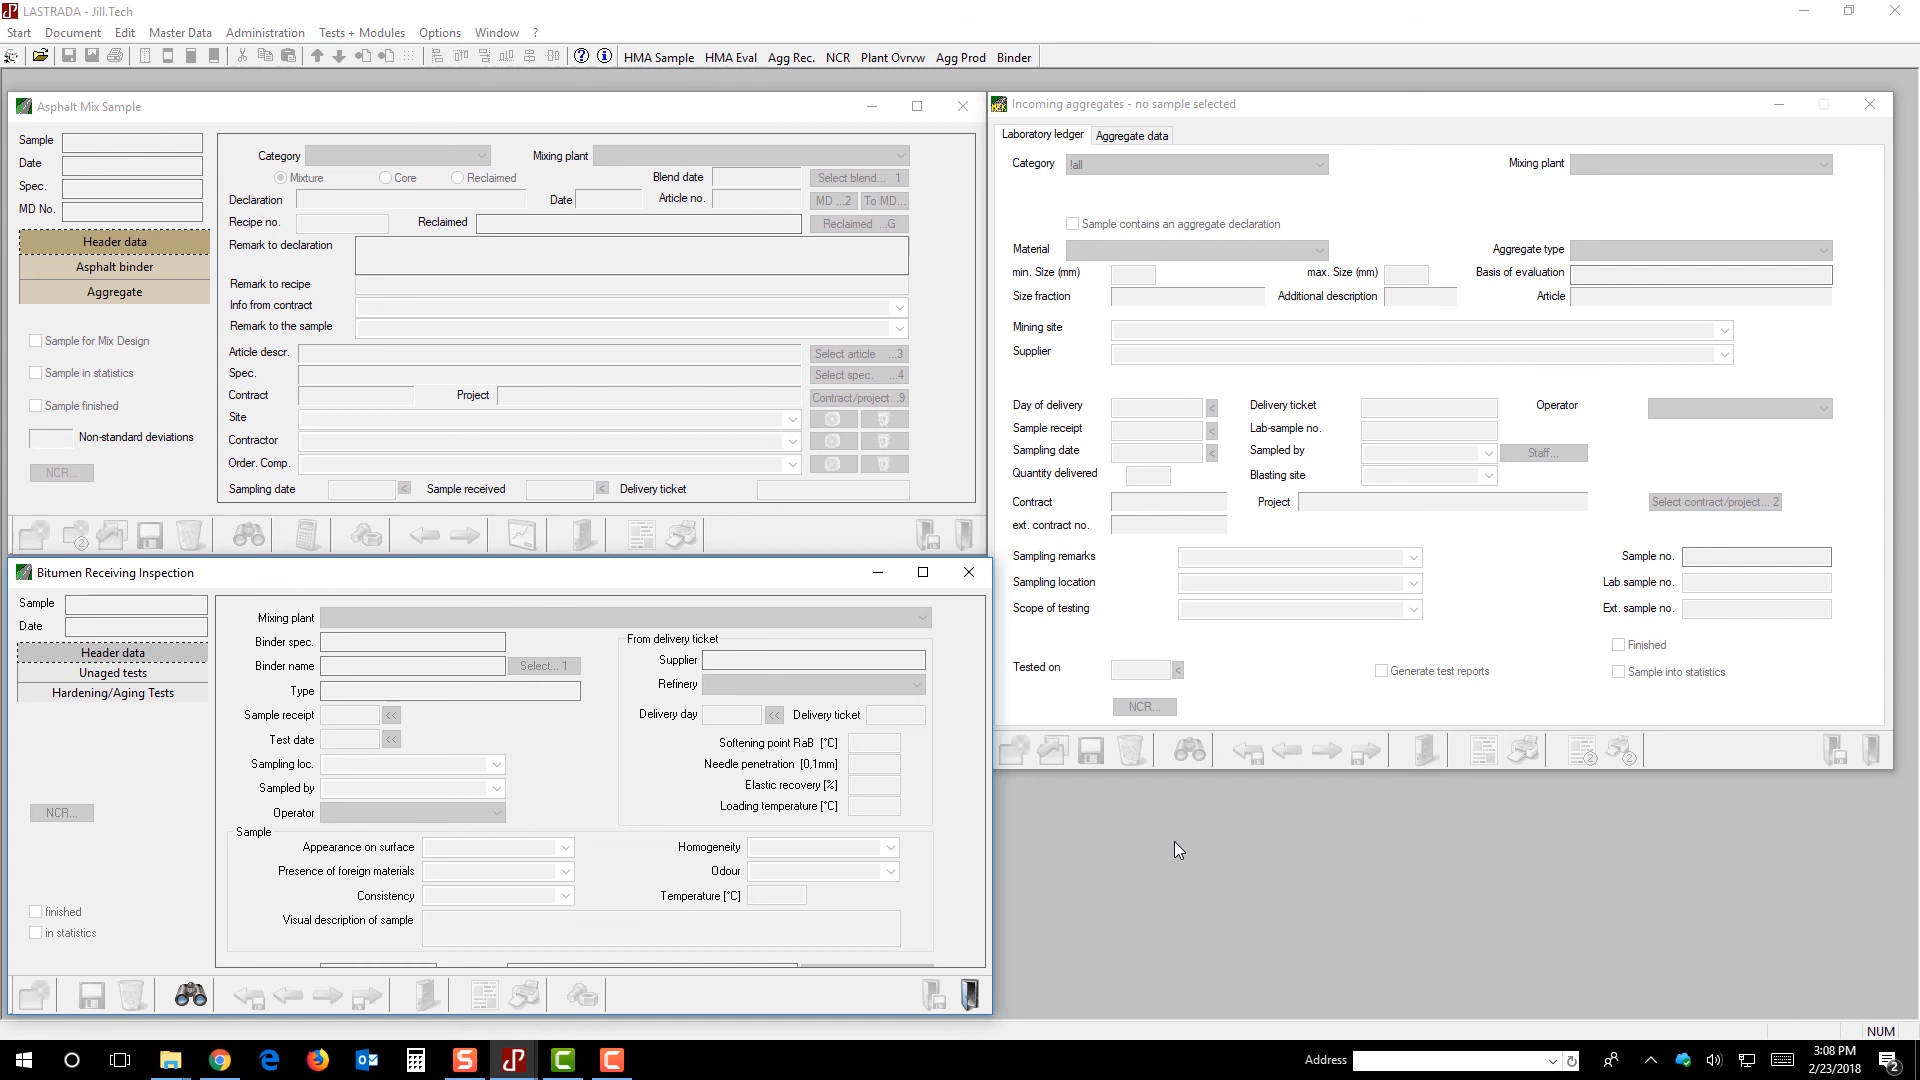 LASTRADA - Jill.Tech
Start Document Edit Master Data Administration Tests + Modules Options Window ?
HMA Sample HMA Eval Agg Rec. NCR Plant Ovrvw Agg Prod Binder
Asphalt Mix Sample
Sample
Date
Spec.
MD No.
Header data
Asphalt binder
Aggregate
Sample for Mix Design
Sample in statistics
Sample finished
Non-standard deviations
NCR...
Category Mixing plant
Mixture Core Reclaimed Blend date Select blend... 1
Declaration Date Article no. MD ...2 To MD...
Recipe no. Reclaimed Reclaimed ...G
Remark to declaration
Remark to recipe
Info from contract
Remark to the sample
Article descr. Select article ...3
Spec. Select spec. ...4
Contract Project Contract/project...9
Site
Contractor
Order. Comp.
Sampling date < Sample received < Delivery ticket
2
Incoming aggregates - no sample selected
Laboratory ledger Aggregate data
Category !all Mixing plant
Sample contains an aggregate declaration
Material Aggregate type
min. Size (mm) max. Size (mm) Basis of evaluation
Size fraction Additional description Article
Mining site
Supplier
Day of delivery < Delivery ticket Operator
Sample receipt < Lab-sample no.
Sampling date < Sampled by Staff...
Quantity delivered Blasting site
Contract Project Select contract/project... 2
ext. contract no.
Sampling remarks Sample no.
Sampling location Lab sample no.
Scope of testing Ext. sample no.
Finished
Tested on < Generate test reports Sample into statistics
NCR...
2 2
Bitumen Receiving Inspection
Sample
Date
Header data
Unaged tests
Hardening/Aging Tests
NCR...
finished
in statistics
Mixing plant
Binder spec.
Binder name Select... 1
Type
Sample receipt <<
Test date <<
Sampling loc.
Sampled by
Operator
From delivery ticket
Supplier
Refinery
Delivery day << Delivery ticket
Softening point RaB [°C]
Needle penetration [0,1mm]
Elastic recovery [%]
Loading temperature [°C]
Sample
Appearance on surface Homogeneity
Presence of foreign materials Odour
Consistency Temperature [°C]
Visual description of sample
NUM
Address
3:08 PM
2/23/2018
2